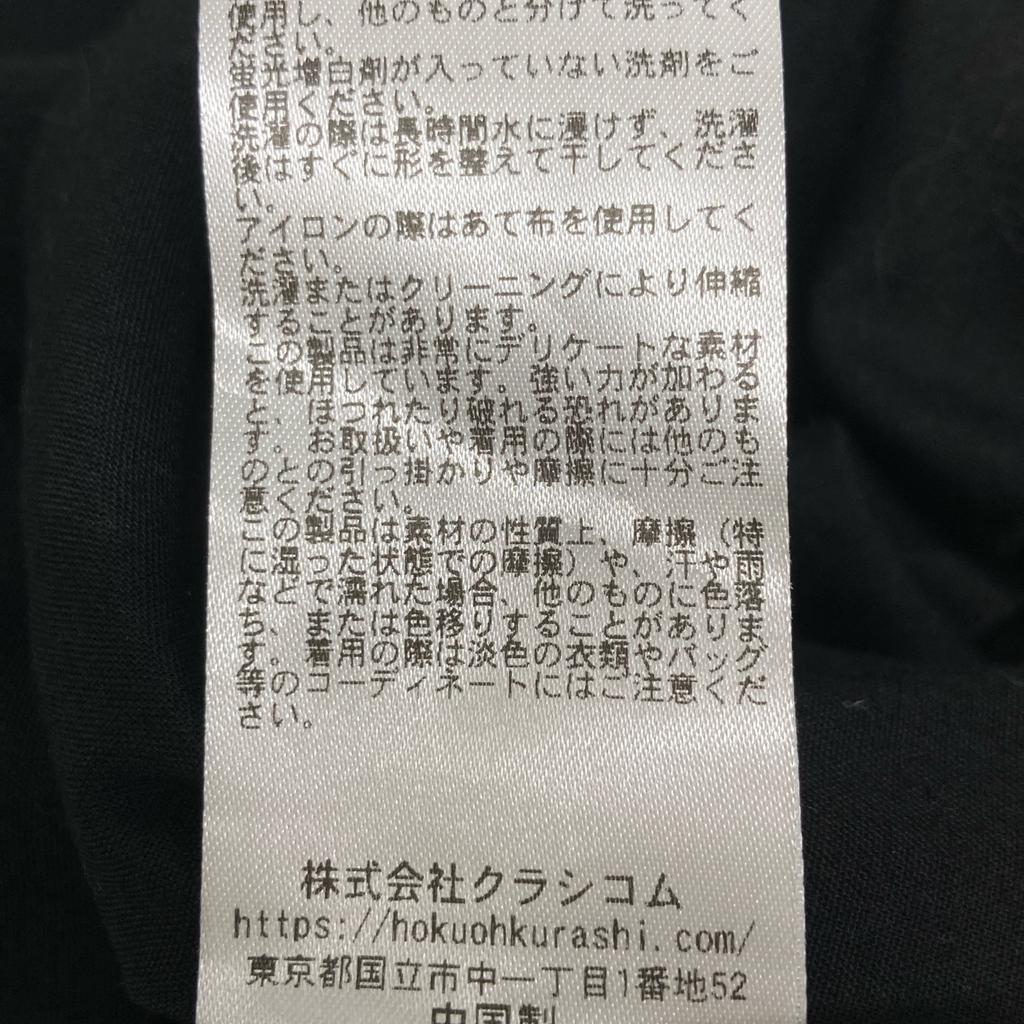 使用し、他のものと分けて洗ってく
ださい。
蛍光増白剤が入っていない洗剤をご
使用ください。
洗濯の際は長時間水に浸けず、洗濯
後はすぐに形を整えて干してくださ
い。
アイロンの際はあて布を使用してく
ださい。
洗濯またはクリーニングにより伸縮
することがあります。
この製品は非常にデリケートな素材
を使用しています。強い力が加わる
と、ほつれたり破れる恐れがありま
す。お取扱いや着用の際には他のも
のとの引っ掛かりや摩擦に十分ご注
意ください。
この製品は素材の性質上、摩擦（特
に湿った状態での摩擦）や、汗や雨
などで濡れた場合、他のものに色落
ち、または色移りすることがありま
す。着用の際は淡色の衣類やバッグ
等のコーディネートにはご注意くだ
さい。
株式会社クラシコム
https://hokuohkurashi.com/
東京都国立市中一丁目1番地52
中国製